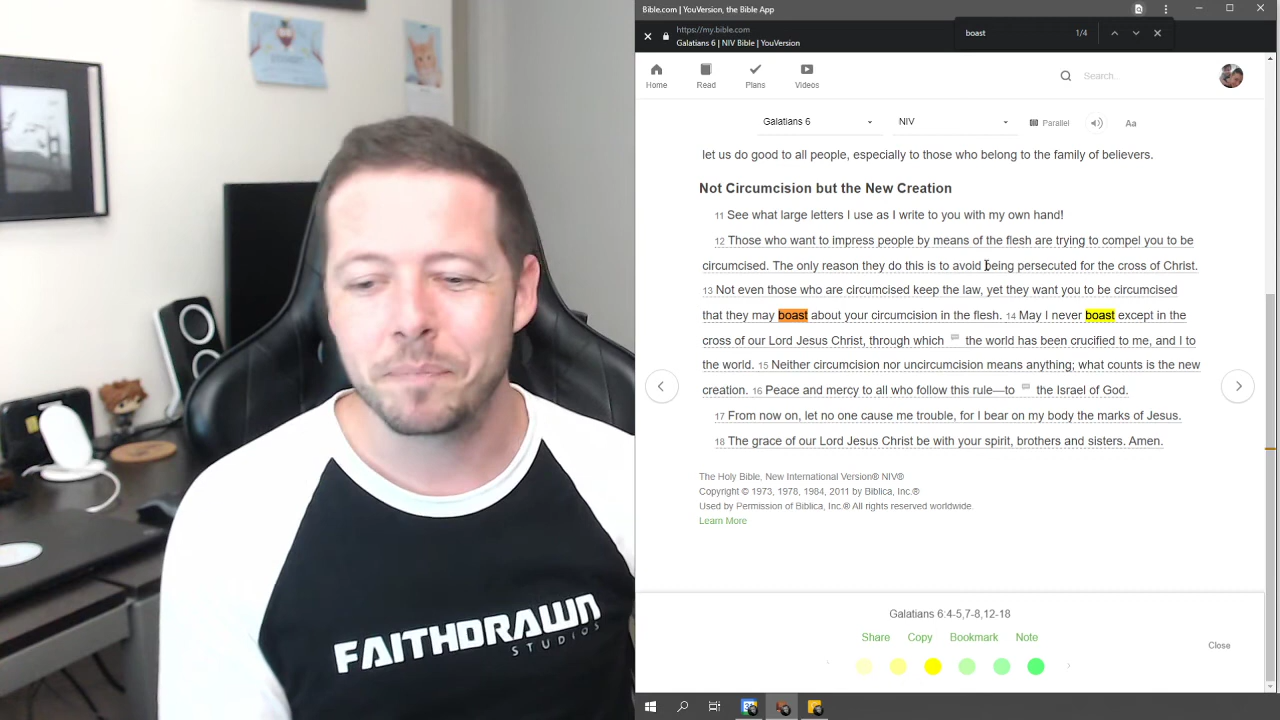 Bible.com | YouVersion, the Bible App
https://my.bible.com
Galatians 6 | NIV Bible | YouVersion
boast
1/4
Home
Read
Plans
Videos
Search...
Galatians 6
NIV
Parallel
Aa
let us do good to all people, especially to those who belong to the family of believers.
Not Circumcision but the New Creation
11 See what large letters I use as I write to you with my own hand!
12 Those who want to impress people by means of the flesh are trying to compel you to be
circumcised. The only reason they do this is to avoid being persecuted for the cross of Christ.
13 Not even those who are circumcised keep the law, yet they want you to be circumcised
that they may boast about your circumcision in the flesh. 14 May I never boast except in the
cross of our Lord Jesus Christ, through which the world has been crucified to me, and I to
the world. 15 Neither circumcision nor uncircumcision means anything; what counts is the new
creation. 16 Peace and mercy to all who follow this rule—to the Israel of God.
17 From now on, let no one cause me trouble, for I bear on my body the marks of Jesus.
18 The grace of our Lord Jesus Christ be with your spirit, brothers and sisters. Amen.
The Holy Bible, New International Version® NIV®
Copyright © 1973, 1978, 1984, 2011 by Biblica, Inc.®
Used by Permission of Biblica, Inc.® All rights reserved worldwide.
Learn More
Galatians 6:4-5,7-8,12-18
Share
Copy
Bookmark
Note
Close
FAITHDRAWN
STUDIOS